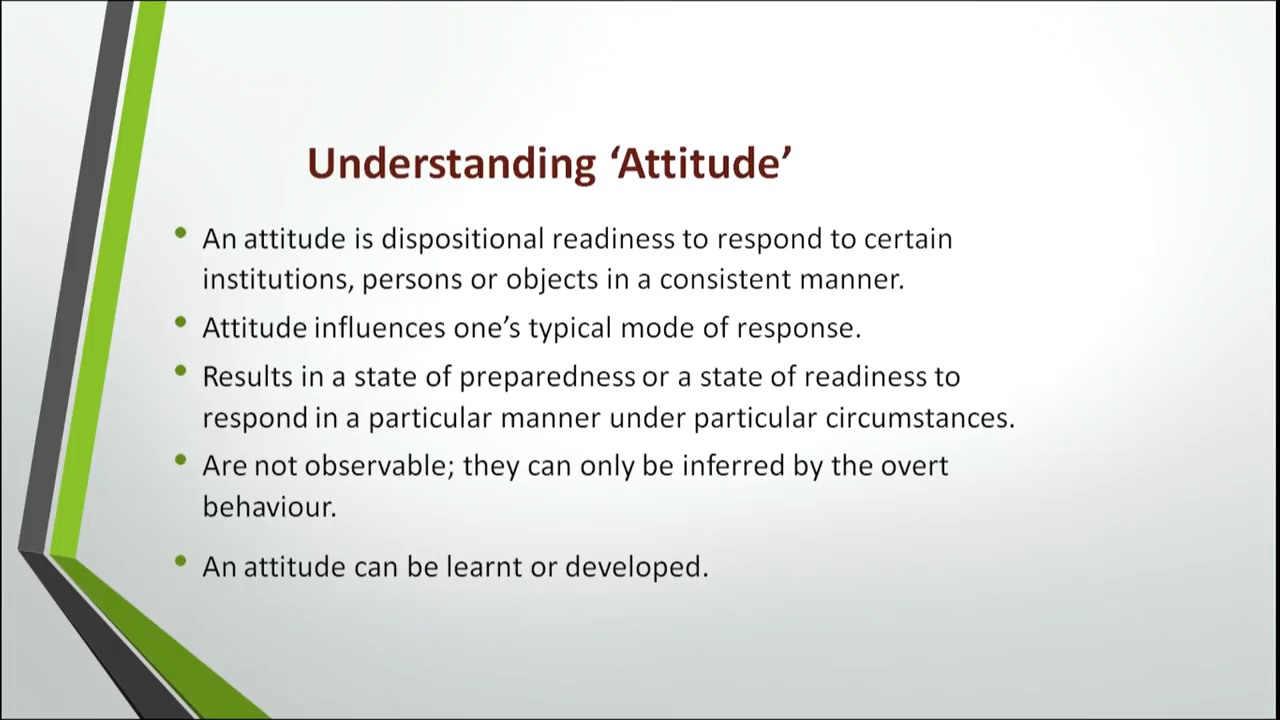 Understanding ‘Attitude’
• An attitude is dispositional readiness to respond to certain
institutions, persons or objects in a consistent manner.
• Attitude influences one’s typical mode of response.
• Results in a state of preparedness or a state of readiness to
respond in a particular manner under particular circumstances.
• Are not observable; they can only be inferred by the overt
behaviour.
• An attitude can be learnt or developed.